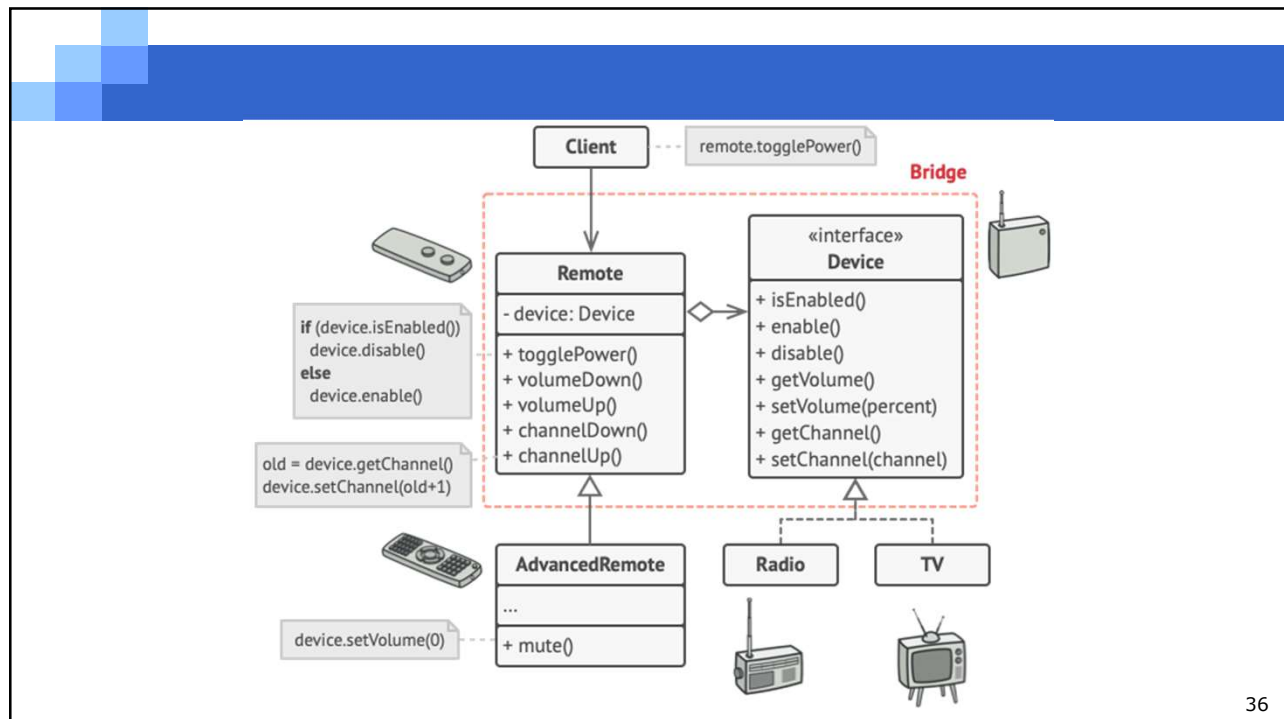 Client
remote.togglePower()
Bridge
Remote
- device: Device
+ togglePower()
+ volumeDown()
+ volumeUp()
+ channelDown()
+ channelUp()
if (device.isEnabled())
device.disable()
else
device.enable()
old = device.getChannel()
device.setChannel(old+1)
«interface»
Device
+ isEnabled()
+ enable()
+ disable()
+ getVolume()
+ setVolume(percent)
+ getChannel()
+ setChannel(channel)
AdvancedRemote
...
+ mute()
device.setVolume(0)
Radio
TV
36